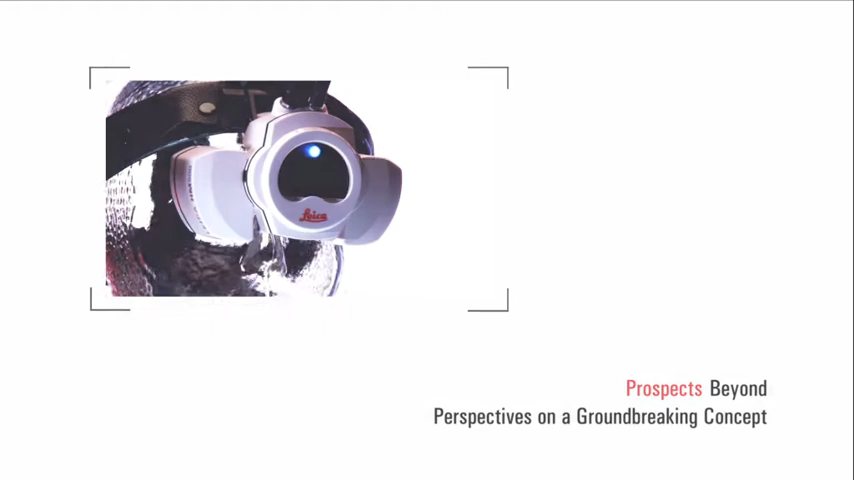 Leica
Prospects Beyond
Perspectives on a Groundbreaking Concept